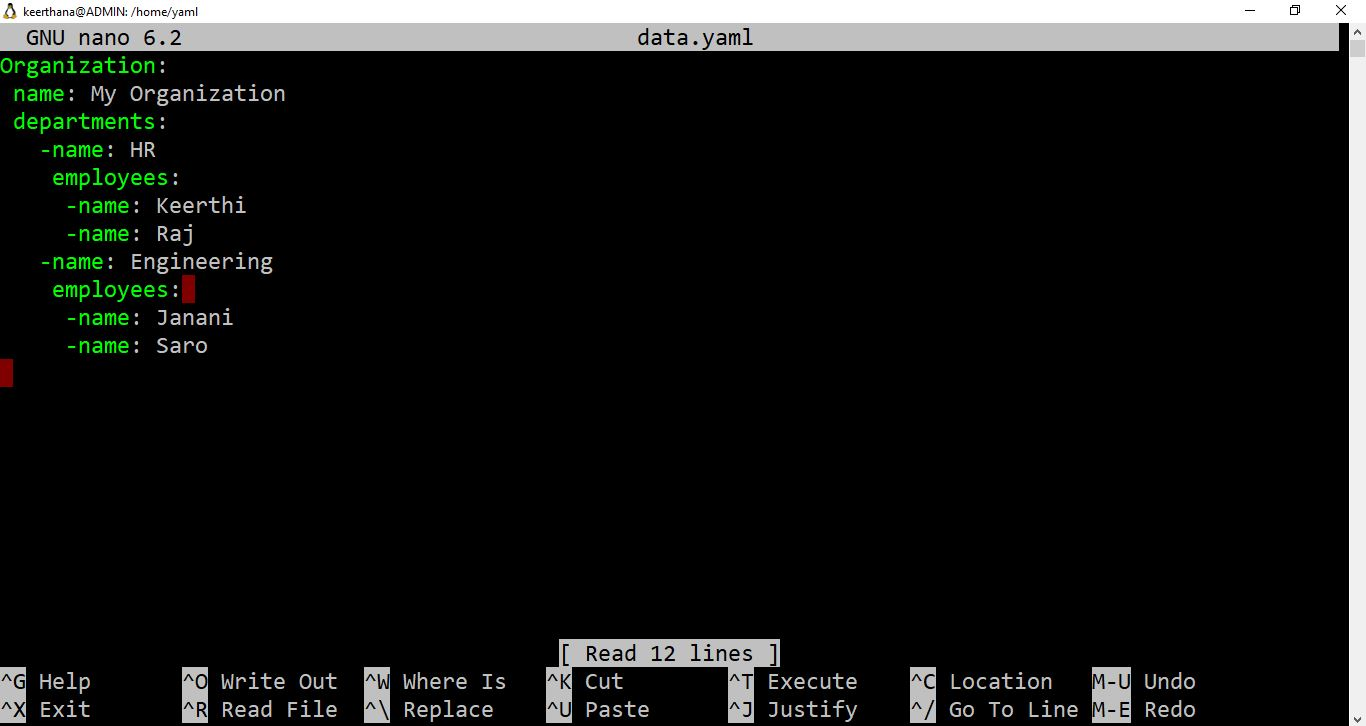 keerthana@ADMIN: /home/yaml
GNU nano 6.2 data.yaml
Organization:
 name: My Organization
 departments:
   -name: HR
    employees:
     -name: Keerthi
     -name: Raj
   -name: Engineering
    employees:
     -name: Janani
     -name: Saro
[ Read 12 lines ]
^G Help ^O Write Out ^W Where Is ^K Cut ^T Execute ^C Location M-U Undo
^X Exit ^R Read File ^\ Replace ^U Paste ^J Justify ^/ Go To Line M-E Redo